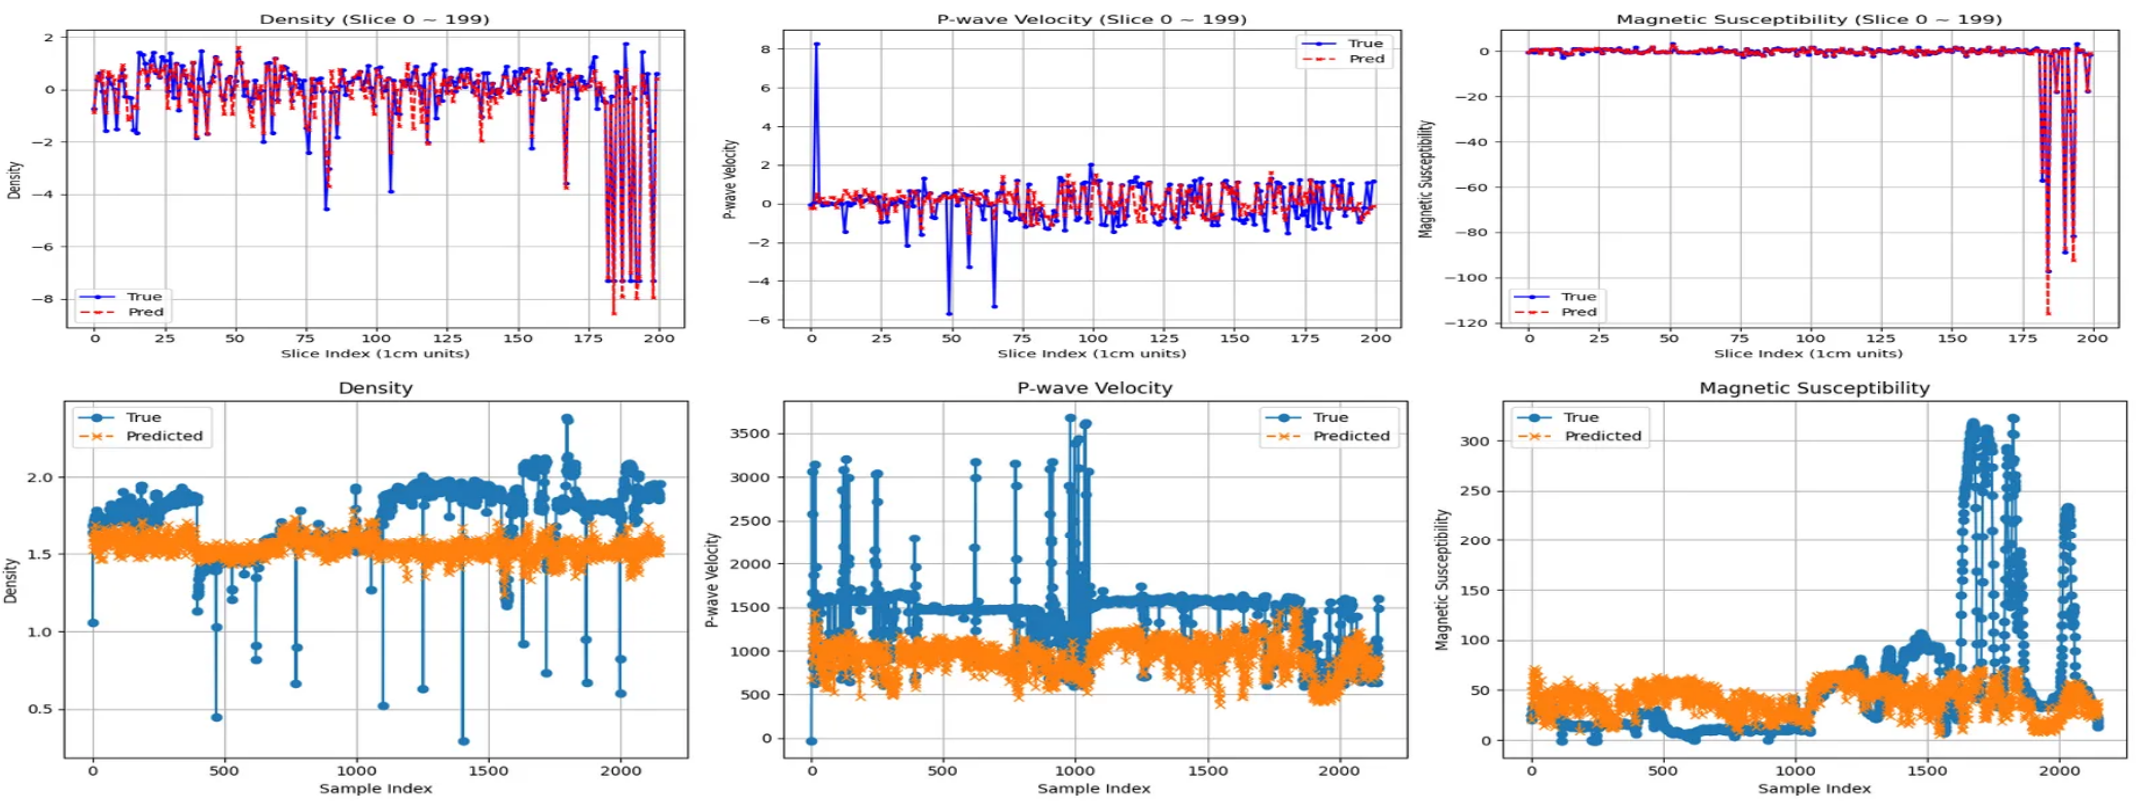 Density (Slice 0 ~ 199)
Density
2
0
−2
−4
−6
−8
True
Pred
0 25 50 75 100 125 150 175 200
Slice Index (1cm units)
P-wave Velocity (Slice 0 ~ 199)
P-wave Velocity
8
6
4
2
0
−2
−4
−6
True
Pred
0 25 50 75 100 125 150 175 200
Slice Index (1cm units)
Magnetic Susceptibility (Slice 0 ~ 199)
Magnetic Susceptibility
0
−20
−40
−60
−80
−100
−120
True
Pred
0 25 50 75 100 125 150 175 200
Slice Index (1cm units)
Density
Density
2.0
1.5
1.0
0.5
True
Predicted
0 500 1000 1500 2000
Sample Index
P-wave Velocity
P-wave Velocity
3500
3000
2500
2000
1500
1000
500
0
True
Predicted
0 500 1000 1500 2000
Sample Index
Magnetic Susceptibility
Magnetic Susceptibility
300
250
200
150
100
50
0
True
Predicted
0 500 1000 1500 2000
Sample Index